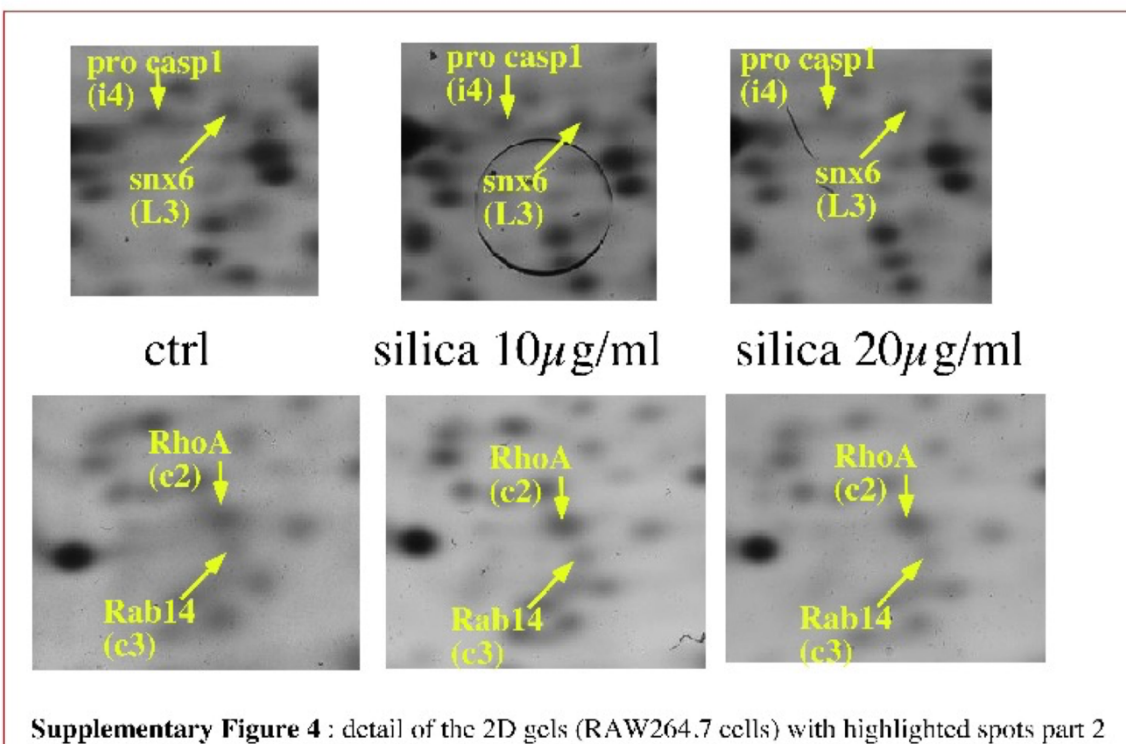 pro casp1
(i4)
snx6
(L3)
pro casp1
(i4)
snx6
(L3)
pro casp1
(i4)
snx6
(L3)
ctrl
silica 10µg/ml
silica 20µg/ml
RhoA
(c2)
Rab14
(c3)
RhoA
(c2)
Rab14
(c3)
RhoA
(c2)
Rab14
(c3)
Supplementary Figure 4 : detail of the 2D gels (RAW264.7 cells) with highlighted spots part 2